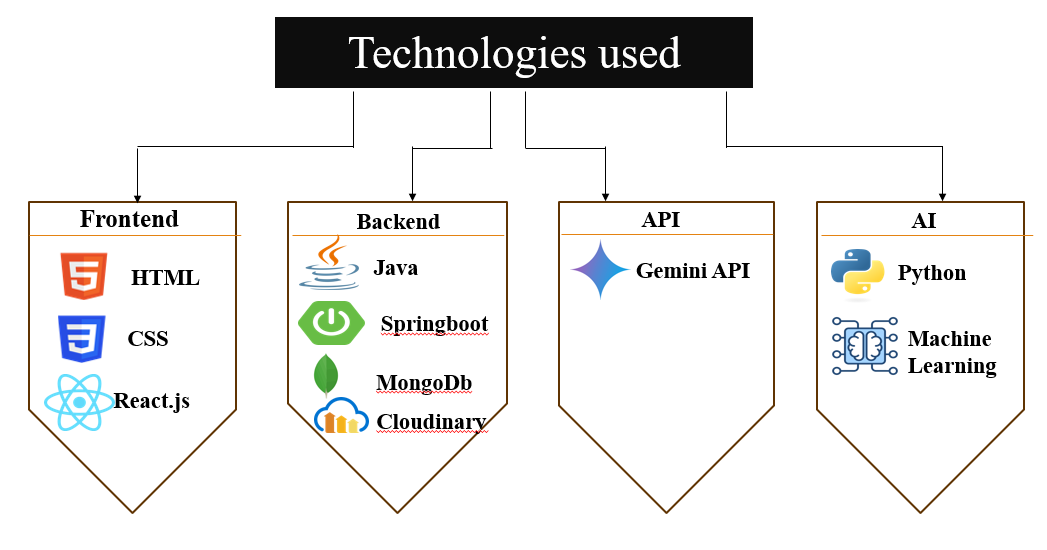 Technologies used
Frontend
HTML
CSS
React.js
Backend
Java
Springboot
MongoDb
Cloudinary
API
Gemini API
AI
Python
Machine
Learning